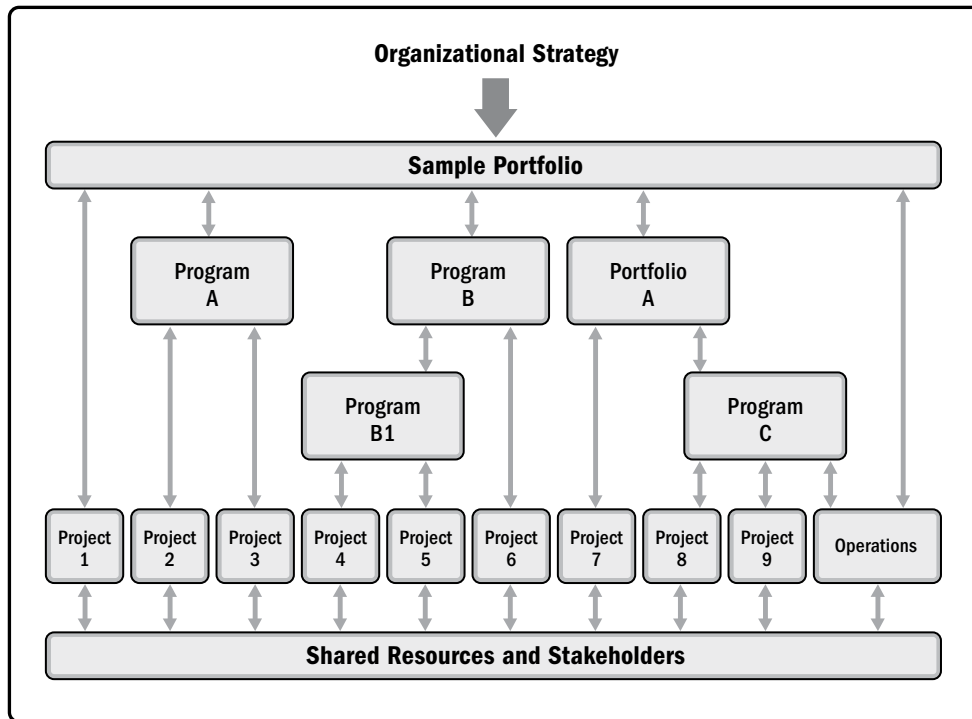 Organizational Strategy
Sample Portfolio
Program
A
Program
B
Portfolio
A
Program
B1
Program
C
Project
1
Project
2
Project
3
Project
4
Project
5
Project
6
Project
7
Project
8
Project
9
Operations
Shared Resources and Stakeholders